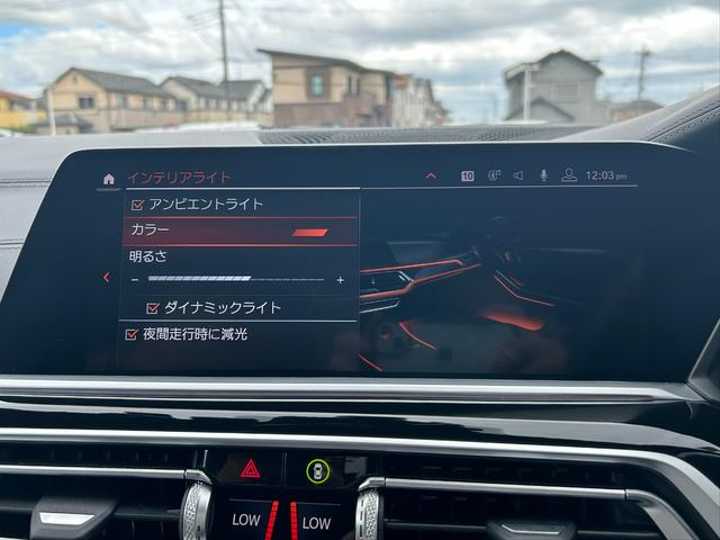 インテリアライト
10
12:03 pm
アンビエントライト
カラー
明るさ
- +
ダイナミックライト
夜間走行時に減光
LOW LOW